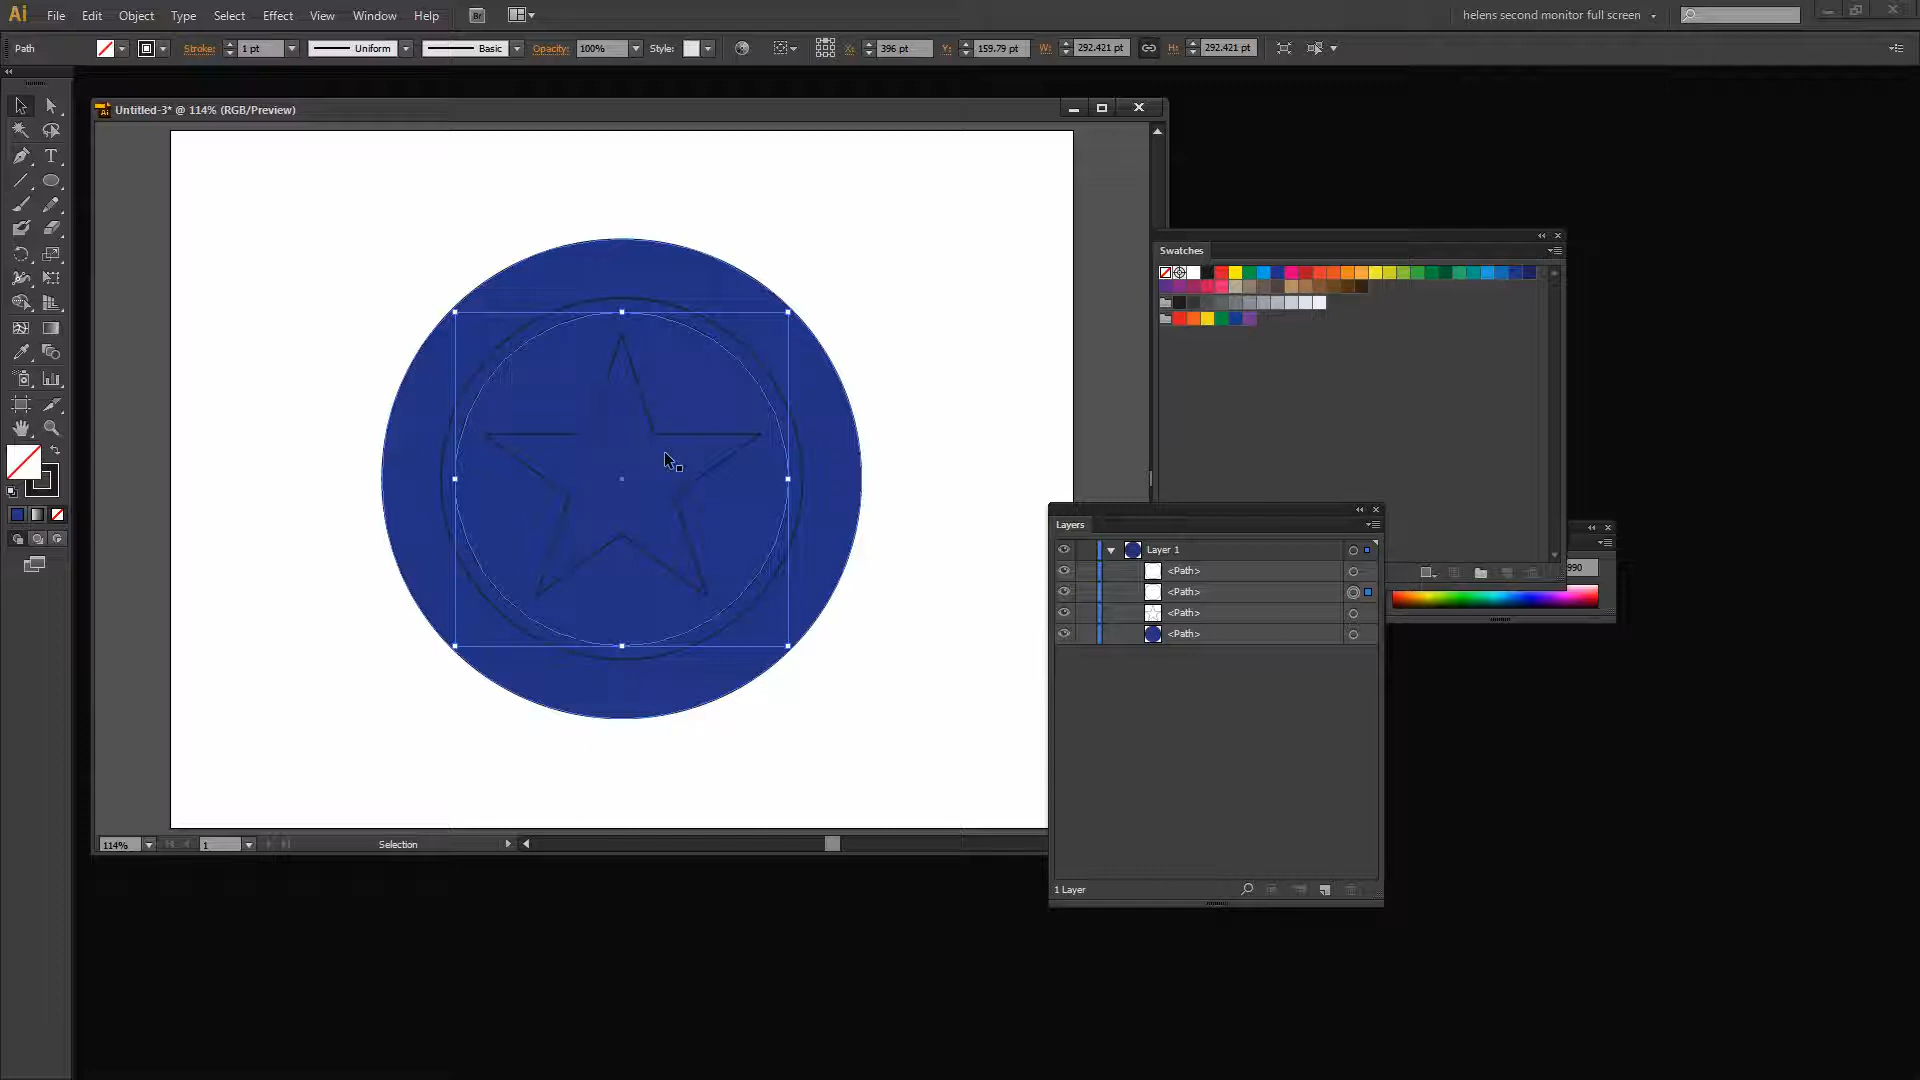 Ai File Edit Object Type Select Effect View Window Help Br helens second monitor full screen
Path Stroke: 1 pt Uniform Basic Opacity: 100% Style: X: 396 pt Y: 159.79 pt W: 292.421 pt H: 292.421 pt
Untitled-3* @ 114% (RGB/Preview)
Swatches
Layers
Layer 1
<Path>
990
<Path>
<Path>
<Path>
114% 1 Selection
1 Layer